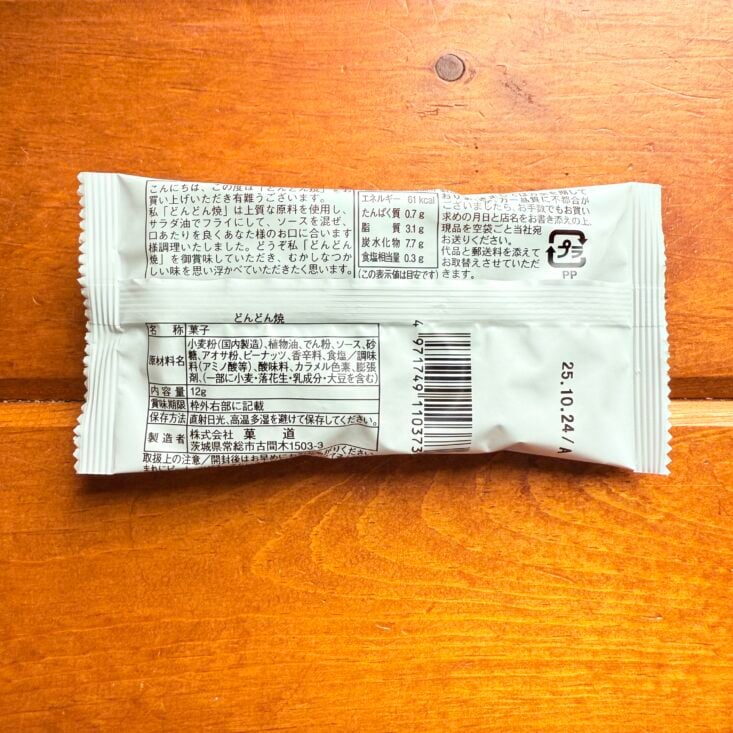 こんにちは、この度は「どんどん焼」をお
買い上げいただき有難うございます。
私「どんどん焼」は上質な原料を使用し、
サラダ油でフライにして、ソースを混ぜ、
口あたりを良くあなた様のお口に合います
様調理いたしました。どうぞ私「どんどん
焼」を御賞味していただき、むかしなつか
しい味を思い浮かべていただきたく思います。
エネルギー 61 kcal
たんぱく質 0.7 g
脂質 3.1 g
炭水化物 7.7 g
食塩相当量 0.3 g
(この表示値は目安です)
品質に不都合が
ございましたら、お手数でもお買い
求めの月日と店名をお書き添えの上、
現品を空袋ごと当社宛
お送りください。
代品と郵送料を添えて
お取替えさせていただ
きます。
プラ
PP
どんどん焼
名称 菓子
原材料名 小麦粉(国内製造)、植物油、でん粉、ソース、砂
糖、アオサ粉、ピーナッツ、香辛料、食塩／調味
料(アミノ酸等)、酸味料、カラメル色素、膨張
剤、(一部に小麦・落花生・乳成分・大豆を含む)
内容量 12g
賞味期限 枠外右部に記載
保存方法 直射日光、高温多湿を避けて保存してください。
製造者 株式会社 菓道
茨城県常総市古間木1503-3
取扱上の注意／開封後はお早めに
4 971749 110373
25.10.24/A